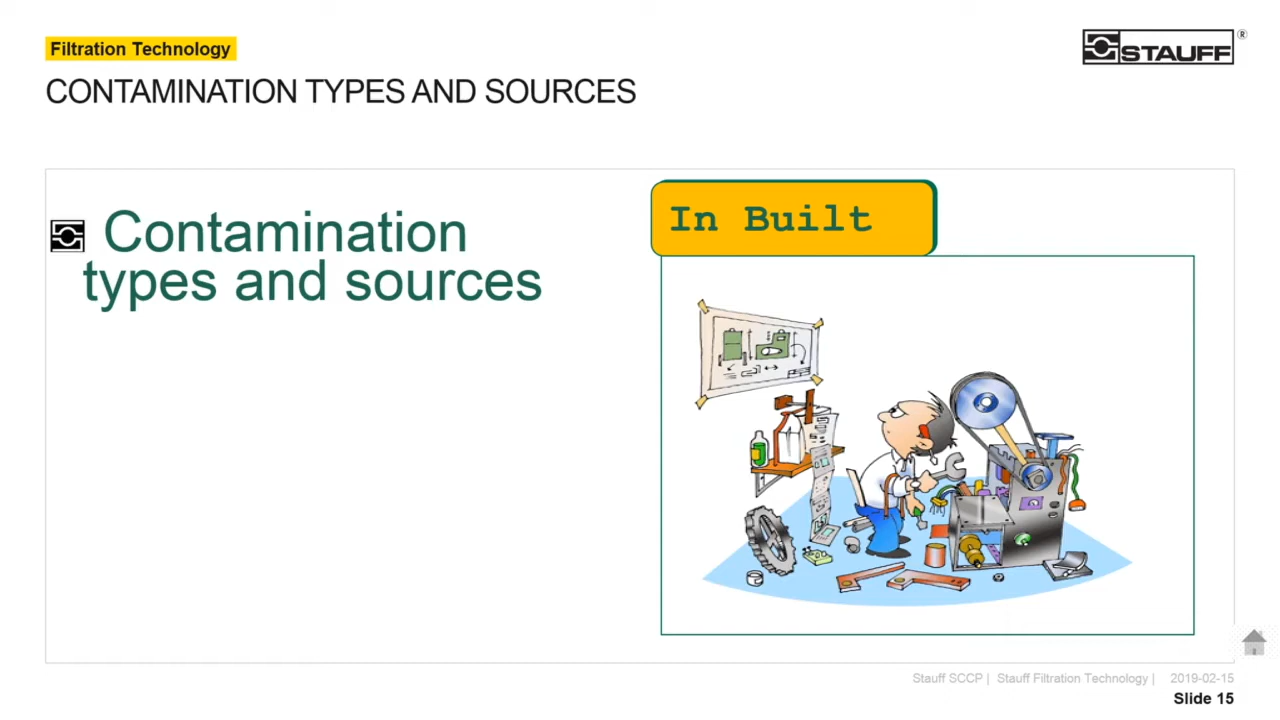 Filtration Technology
STAUFF®
CONTAMINATION TYPES AND SOURCES
Contamination
types and sources
In Built
Stauff SCCP | Stauff Filtration Technology | 2019-02-15
Slide 15